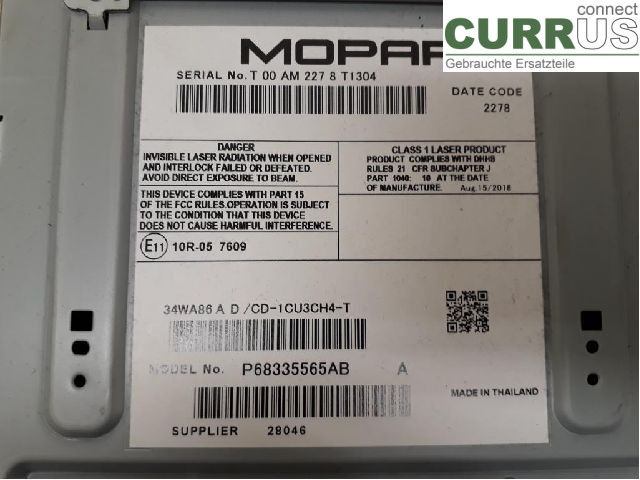 connect
CURRUS
Gebrauchte Ersatzteile
MOPAR
SERIAL No. T 00 AM 227 8 T1304
DATE CODE
2278
DANGER
INVISIBLE LASER RADIATION WHEN OPENED
AND INTERLOCK FAILED OR DEFEATED.
AVOID DIRECT EXPOSURE TO BEAM.
THIS DEVICE COMPLIES WITH PART 15
OF THE FCC RULES.OPERATION IS SUBJECT
TO THE CONDITION THAT THIS DEVICE
DOES NOT CAUSE HARMFUL INTERFERENCE.
E11 10R-05 7609
CLASS 1 LASER PRODUCT
PRODUCT COMPLIES WITH DHHS
RULES 21 CFR SUBCHAPTER J
PART 1040: 10 AT THE DATE
OF MANUFACTURE. Aug.15/2018
34WA86 A D /CD-1CU3CH4-T
MODEL No. P68335565AB A
MADE IN THAILAND
SUPPLIER 28046